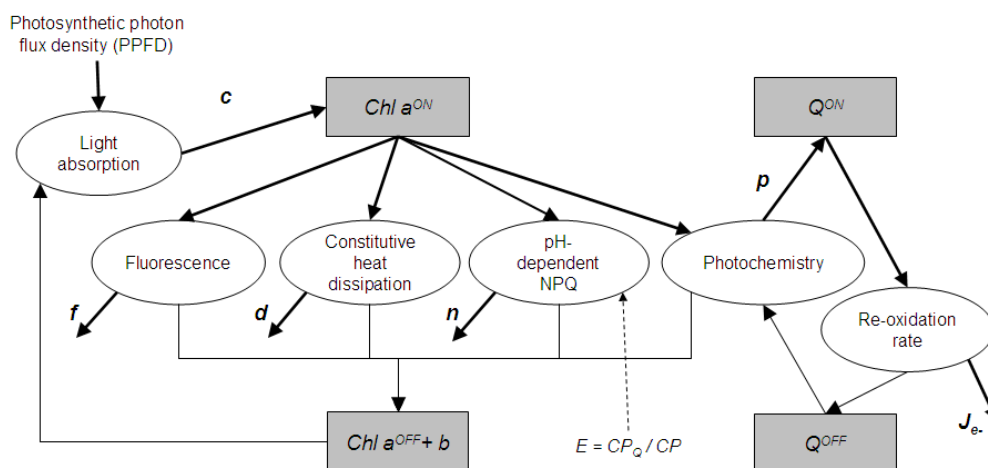 Photosynthetic photon
flux density (PPFD)
c
Chl a^ON
Q^ON
Light
absorption
p
Fluorescence
Constitutive
heat
dissipation
pH-
dependent
NPQ
Photochemistry
f
d
n
Re-oxidation
rate
Chl a^OFF + b
E = CP_Q / CP
Q^OFF
J_e-